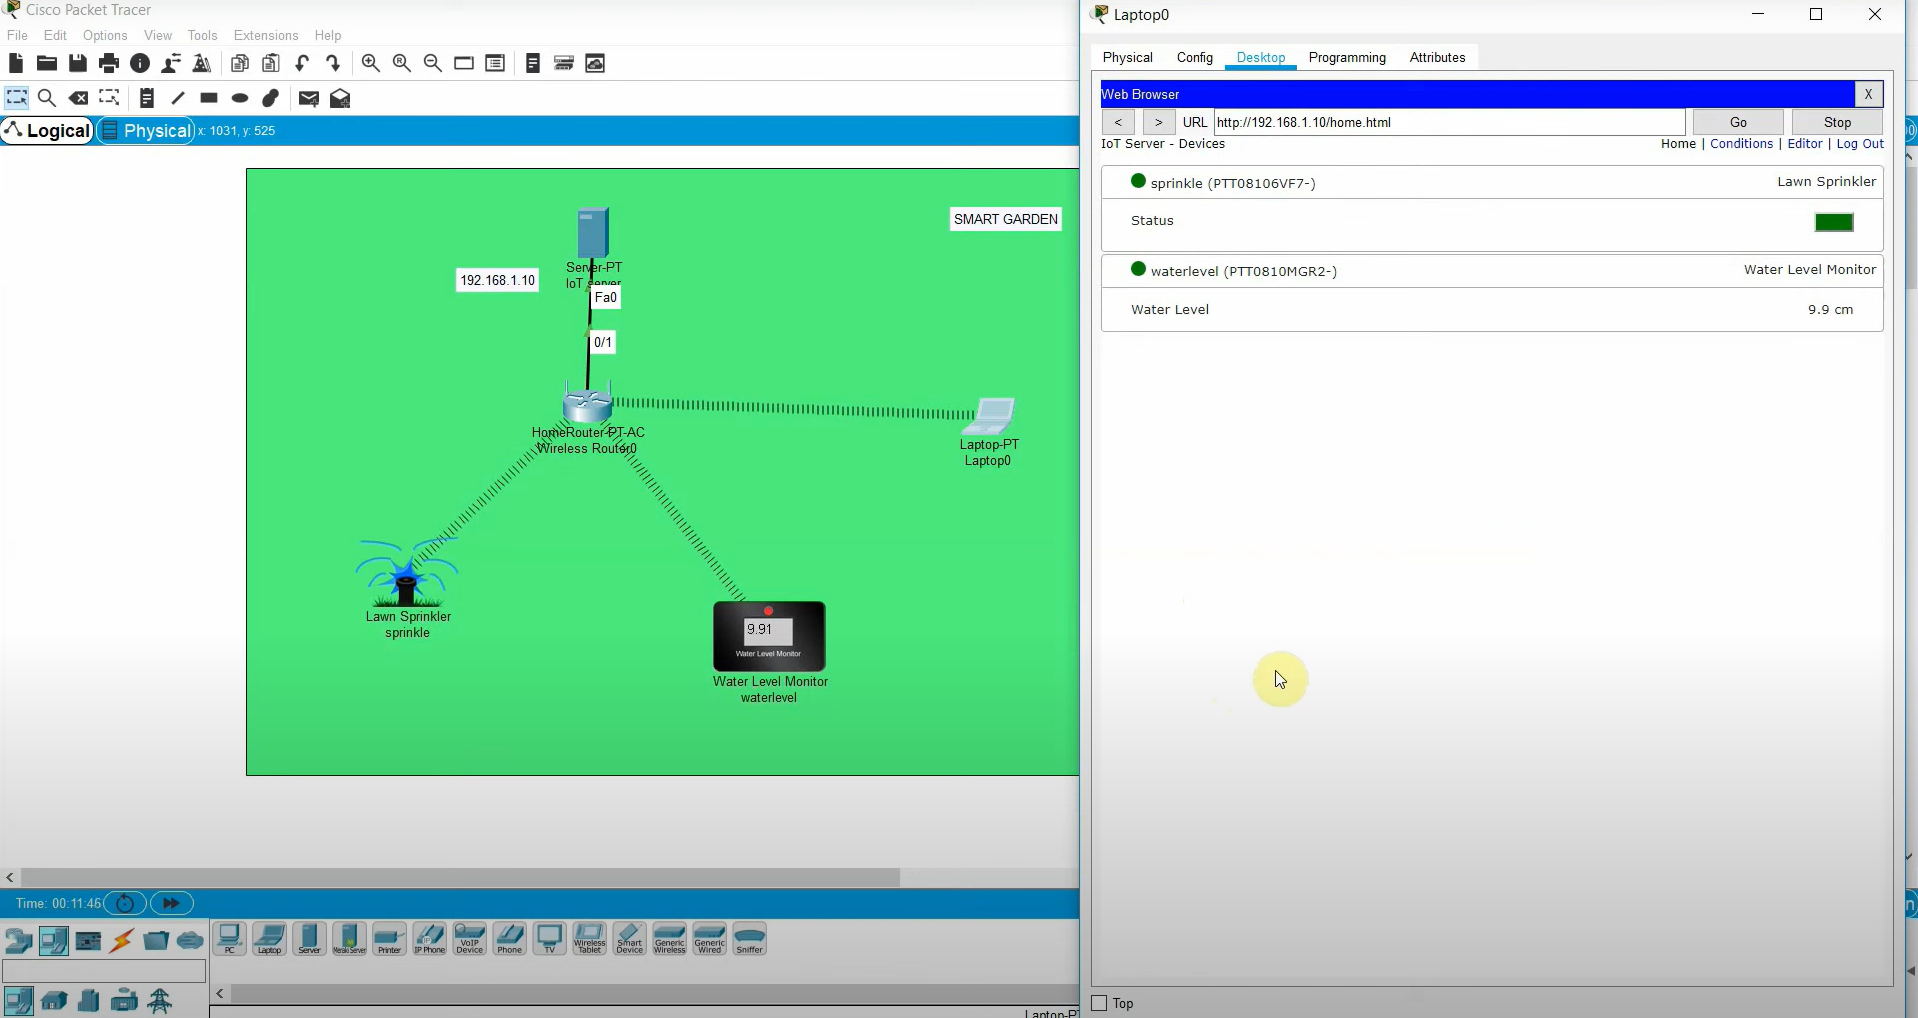 Cisco Packet Tracer
File Edit Options View Tools Extensions Help
Logical Physical x: 1031, y: 525
SMART GARDEN
192.168.1.10
Server-PT
IoT server
Fa0
0/1
HomeRouter-PT-AC
Wireless Router0
Laptop-PT
Laptop0
Lawn Sprinkler
sprinkle
9.91
Water Level Monitor
Water Level Monitor
waterlevel
Time: 00:11:46
PC Laptop Server Meraki Server Printer IP Phone VoIP Device Phone TV Wireless Tablet Smart Device Generic Wireless Generic Wired Sniffer
Laptop0
Physical Config Desktop Programming Attributes
Web Browser X
< > URL http://192.168.1.10/home.html Go Stop
IoT Server - Devices Home | Conditions | Editor | Log Out
sprinkle (PTT08106VF7-) Lawn Sprinkler
Status
waterlevel (PTT0810MGR2-) Water Level Monitor
Water Level 9.9 cm
Top